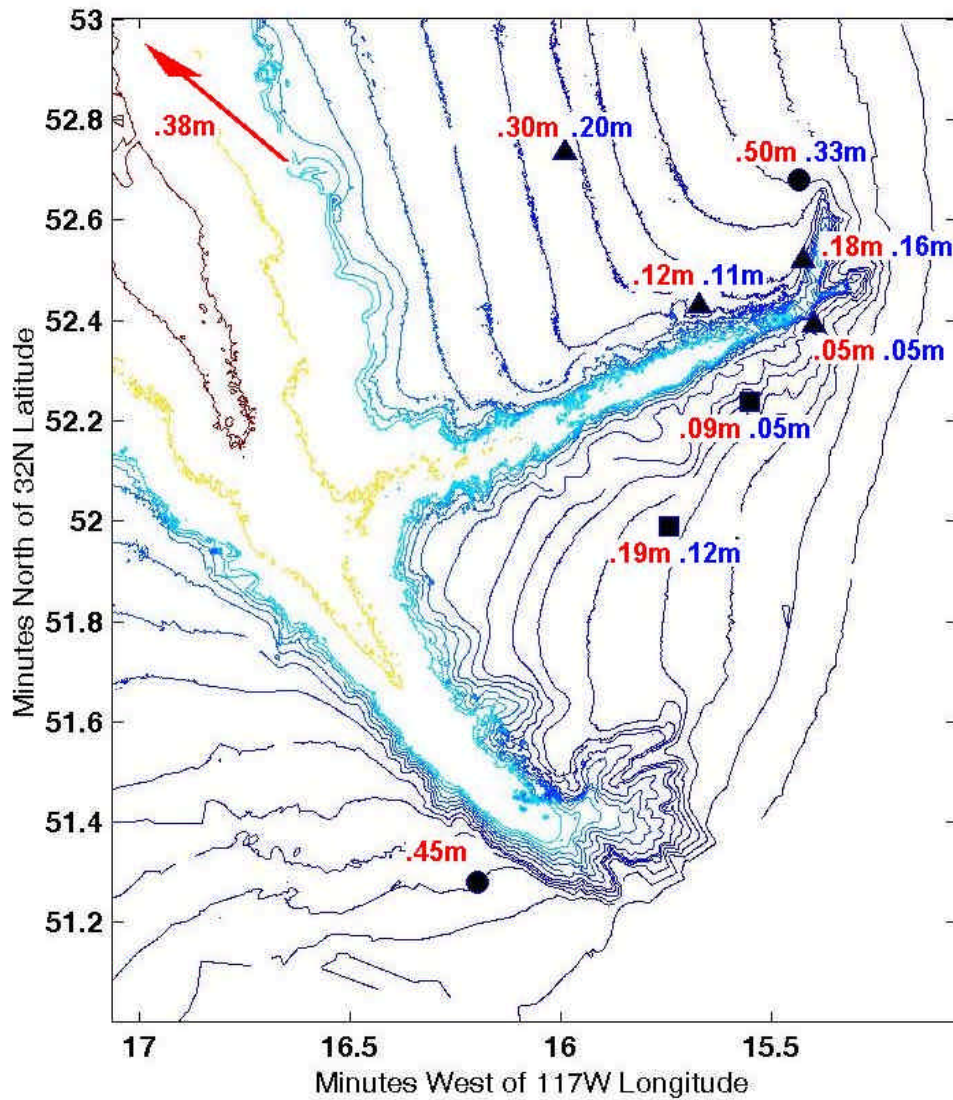 53
52.8
52.6
52.4
52.2
52
51.8
51.6
51.4
51.2
Minutes North of 32N Latitude
.38m
.30m .20m
.50m .33m
.18m .16m
.12m .11m
.05m .05m
.09m .05m
.19m .12m
.45m
17 16.5 16 15.5
Minutes West of 117W Longitude